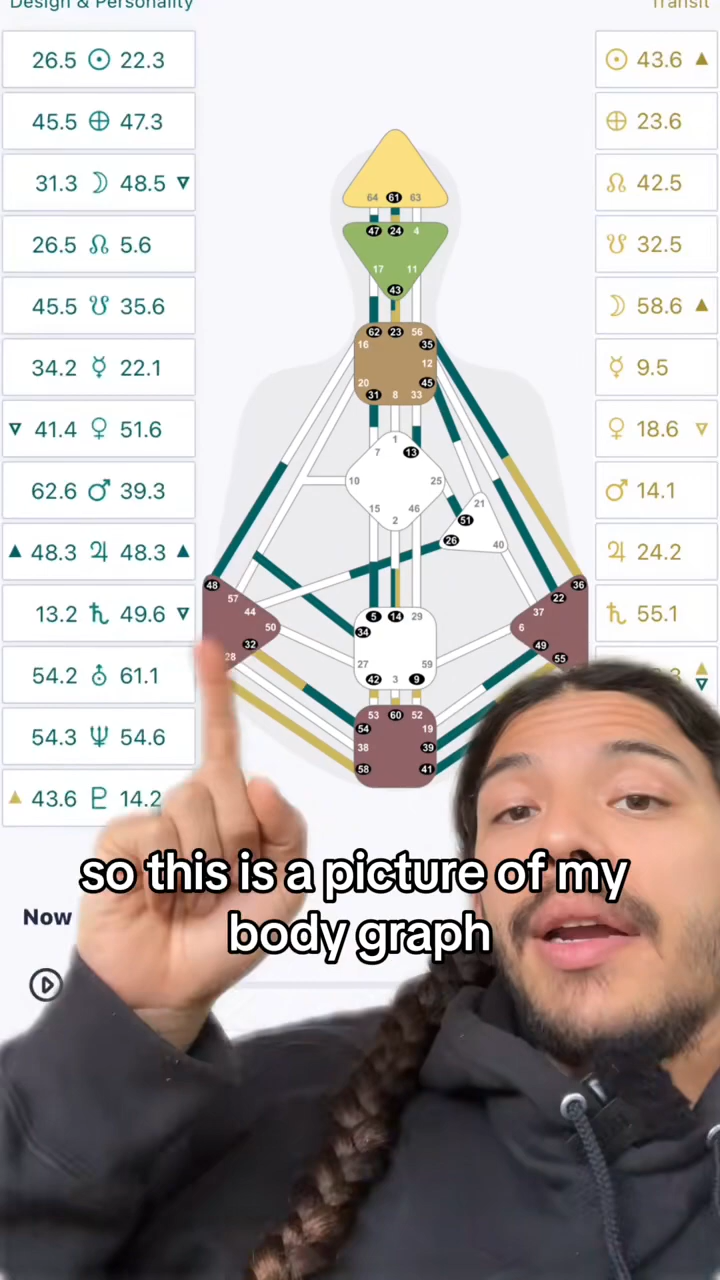 Design & Personality
Transit
26.5 ☉ 22.3
45.5 ⊕ 47.3
31.3 ☽ 48.5 ▽
26.5 ☊ 5.6
45.5 ☋ 35.6
34.2 ☿ 22.1
▽ 41.4 ♀ 51.6
62.6 ♂ 39.3
▲ 48.3 ♃ 48.3 ▲
13.2 ♄ 49.6 ▽
54.2 ⛢ 61.1
54.3 ♆ 54.6
▲ 43.6 ♇ 14.2
☉ 43.6 ▲
⊕ 23.6
☊ 42.5
☋ 32.5
☽ 58.6 ▲
☿ 9.5
♀ 18.6 ▽
♂ 14.1
♃ 24.2
♄ 55.1
64 61 63
47 24 4
17 11
43
62 23 56
16 35
12
20 45
31 8 33
1
7 13
10 25
15 46
2
21
51
26 40
48
57
44
50
32
28
36
22
37
6
49
55
5 14 29
34
27 59
42 3 9
53 60 52
54 19
38 39
58 41
so this is a picture of my
body graph
Now